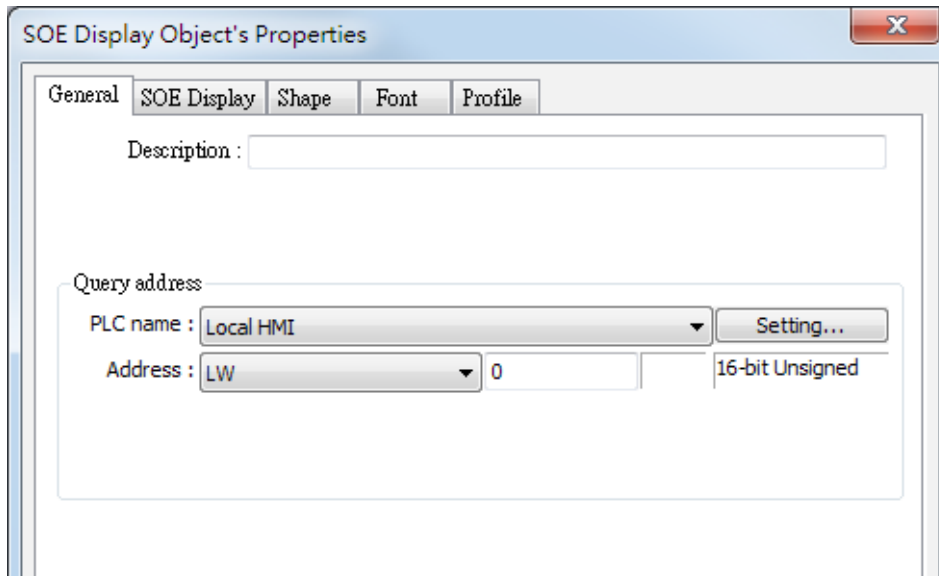 SOE Display Object's Properties
General SOE Display Shape Font Profile
Description :
Query address
PLC name : Local HMI Setting...
Address : LW 0 16-bit Unsigned